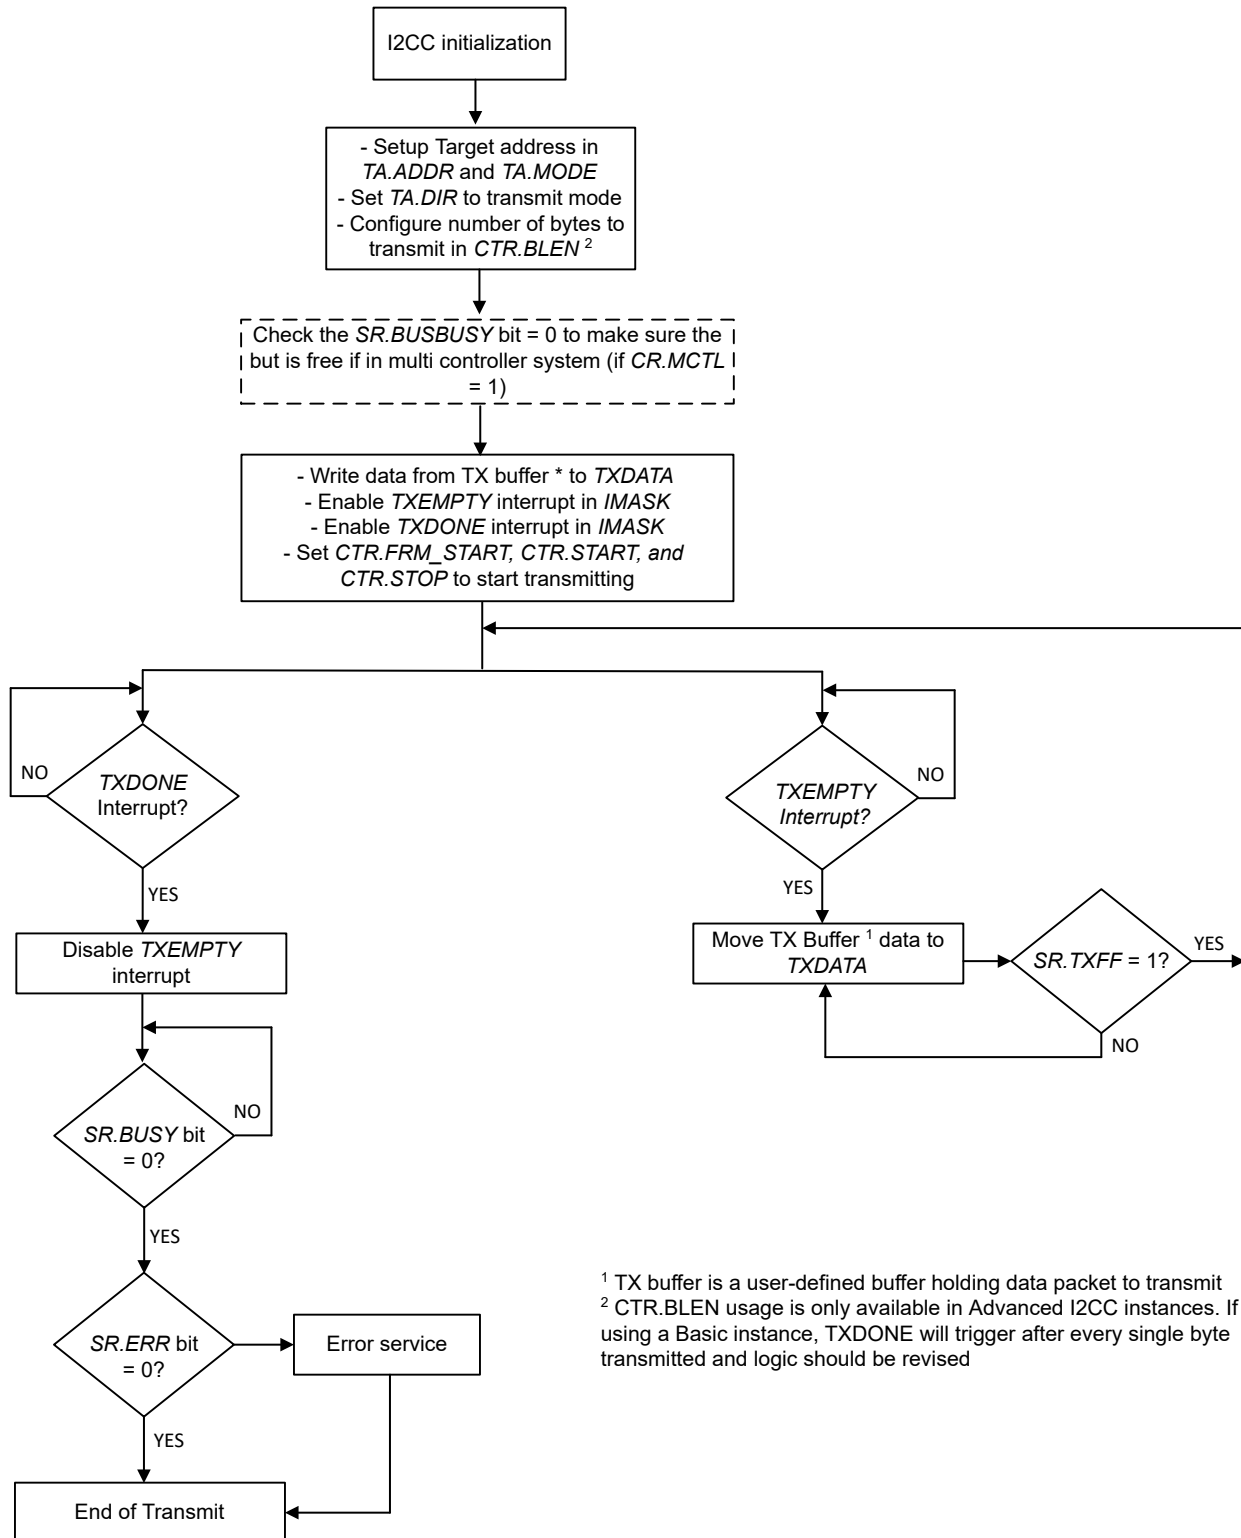 I2CC initialization
- Setup Target address in
TA.ADDR and TA.MODE
- Set TA.DIR to transmit mode
- Configure number of bytes to
transmit in CTR.BLEN ²
Check the SR.BUSBUSY bit = 0 to make sure the
but is free if in multi controller system (if CR.MCTL
= 1)
- Write data from TX buffer * to TXDATA
- Enable TXEMPTY interrupt in IMASK
- Enable TXDONE interrupt in IMASK
- Set CTR.FRM_START, CTR.START, and
CTR.STOP to start transmitting
NO
TXDONE
Interrupt?
YES
Disable TXEMPTY
interrupt
NO
SR.BUSY bit
= 0?
YES
SR.ERR bit
= 0?
Error service
YES
End of Transmit
NO
TXEMPTY
Interrupt?
YES
Move TX Buffer ¹ data to
TXDATA
SR.TXFF = 1?
YES
NO
¹ TX buffer is a user-defined buffer holding data packet to transmit
² CTR.BLEN usage is only available in Advanced I2CC instances. If
using a Basic instance, TXDONE will trigger after every single byte
transmitted and logic should be revised